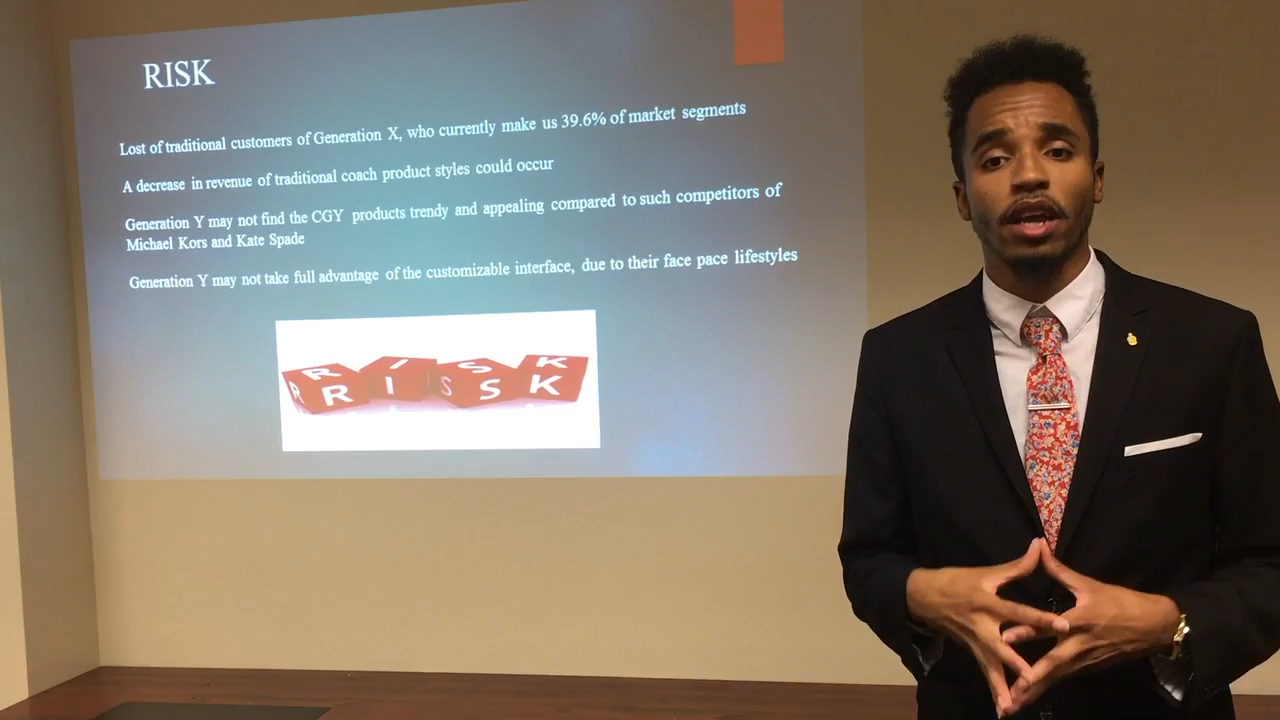 RISK
Lost of traditional customers of Generation X, who currently make us 39.6% of market segments
A decrease in revenue of traditional coach product styles could occur
Generation Y may not find the CGY products trendy and appealing compared to such competitors of
Michael Kors and Kate Spade
Generation Y may not take full advantage of the customizable interface, due to their face pace lifestyles
R I S K
R R I S S K